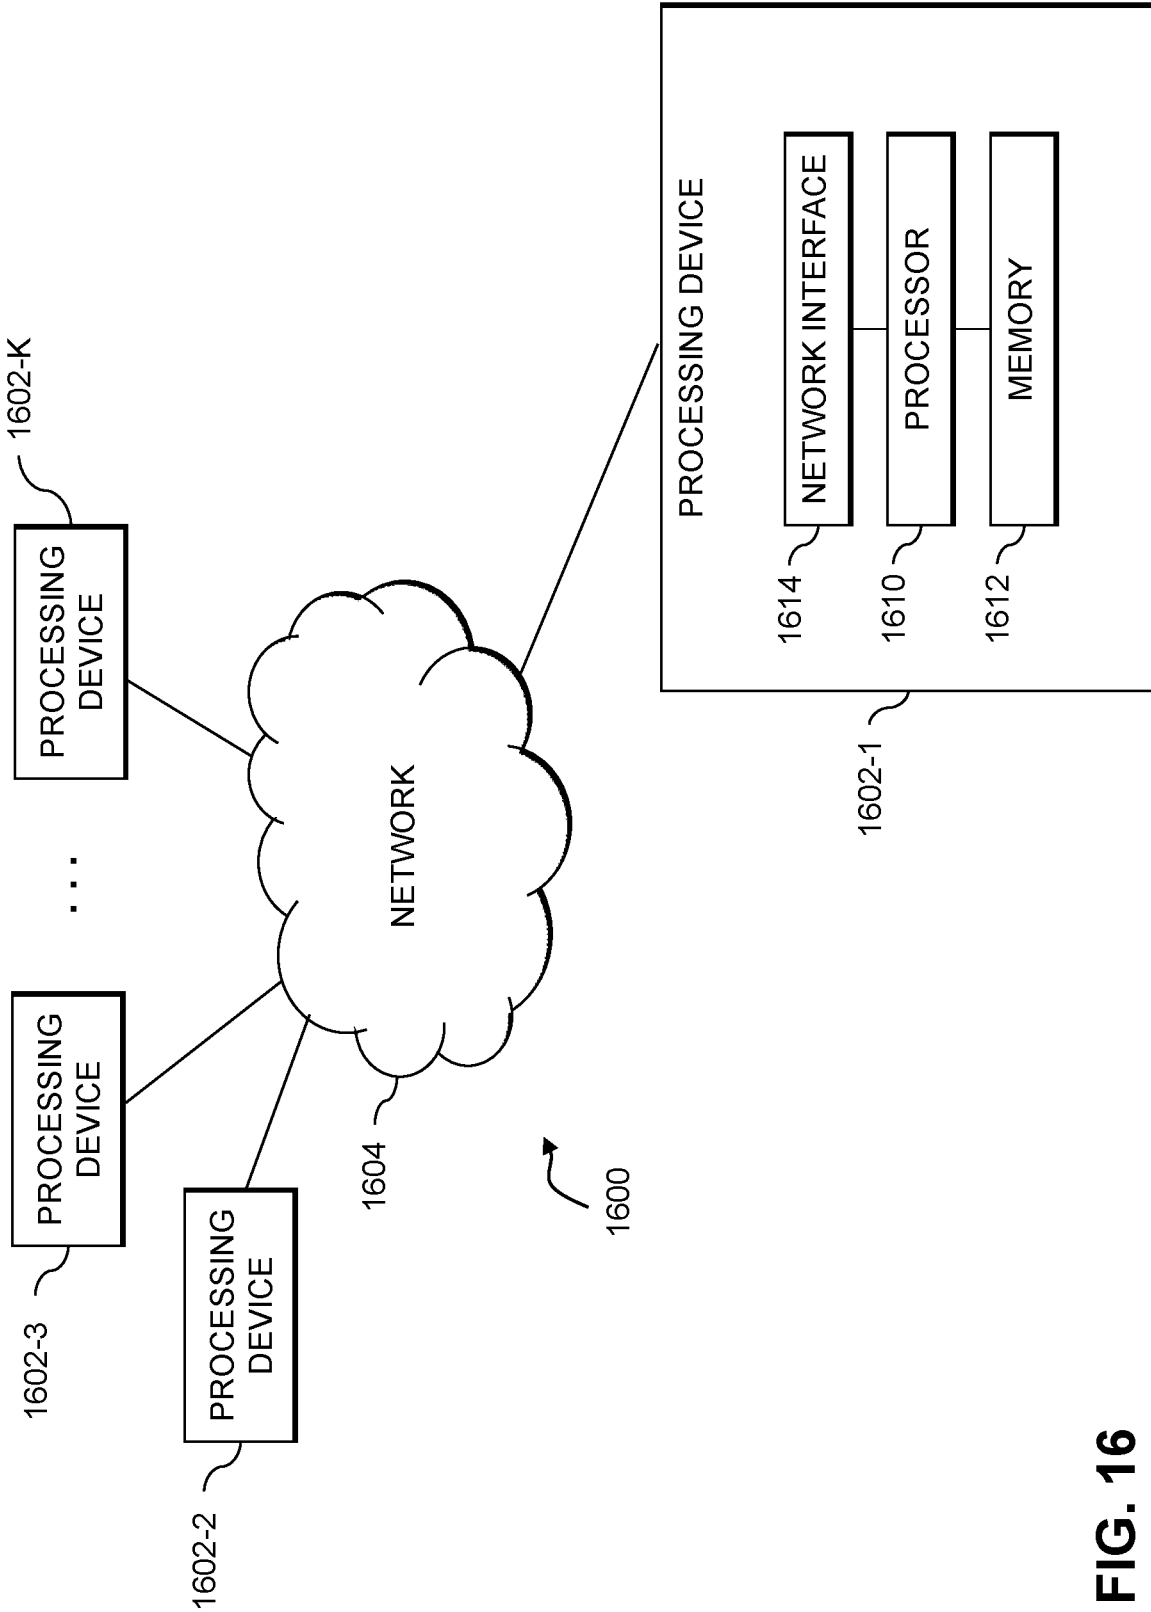 FIG. 16
1600
1602-2
PROCESSING
DEVICE
1602-3
PROCESSING
DEVICE
. . .
1602-K
PROCESSING
DEVICE
1604
NETWORK
1602-1
PROCESSING DEVICE
1614
NETWORK INTERFACE
1610
PROCESSOR
1612
MEMORY